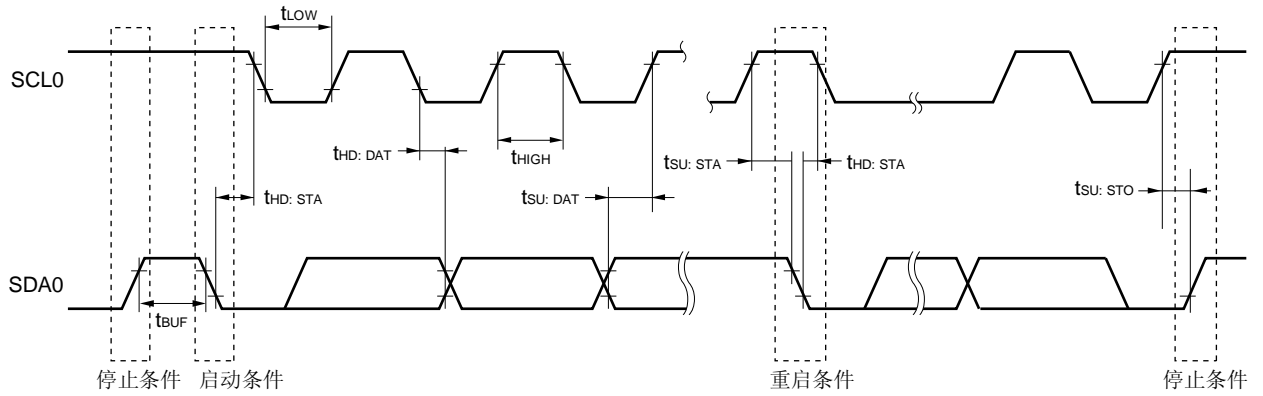 tLOW
SCL0
tHD: DAT
tHIGH
tSU: STA
tHD: STA
tHD: STA
tSU: DAT
tSU: STO
SDA0
tBUF
停止条件
启动条件
重启条件
停止条件